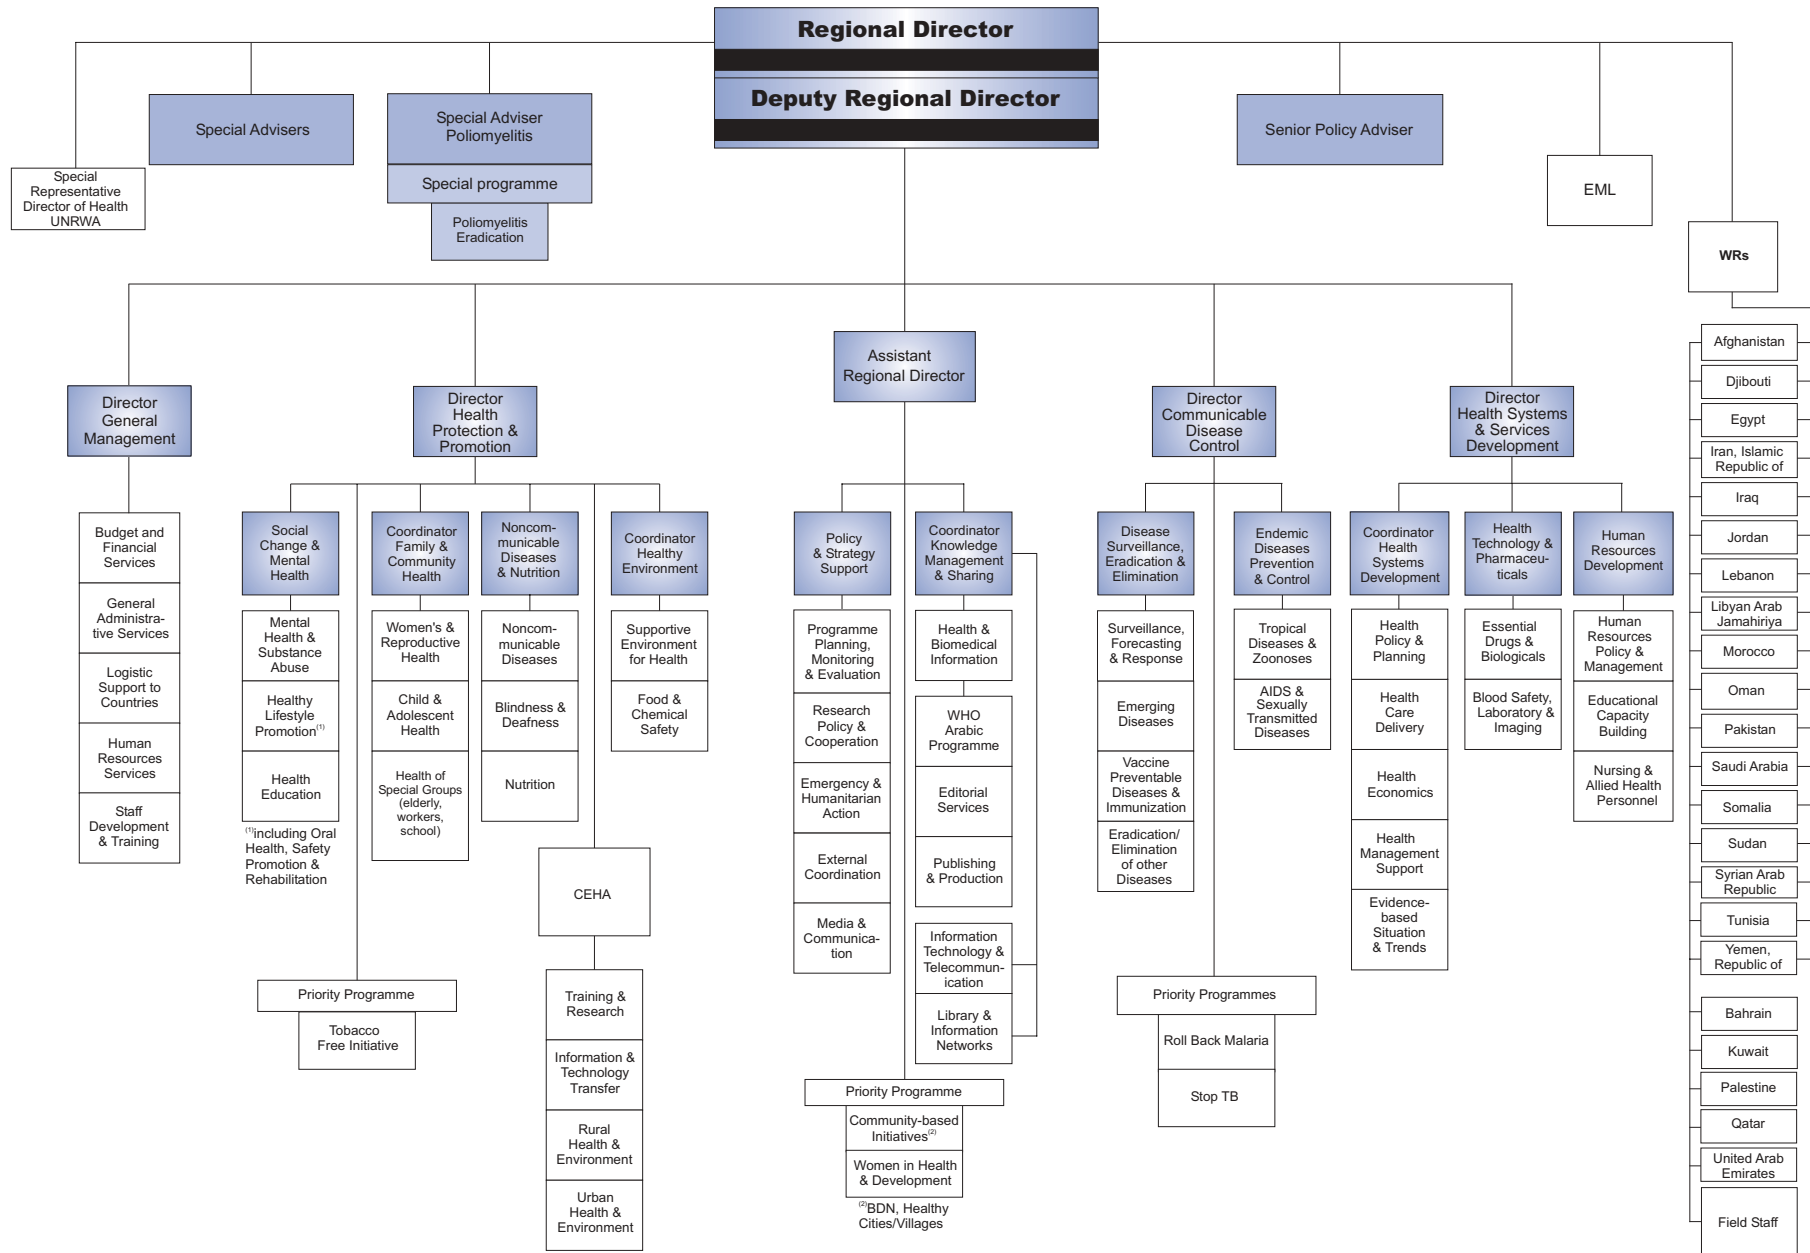 Regional Director
Deputy Regional Director
Special
Representative
Director of Health
UNRWA
Special Advisers
Special Adviser
Poliomyelitis
Special programme
Poliomyelitis
Eradication
Senior Policy Adviser
EML
WRs
Director
General
Management
Budget and
Financial
Services
General
Administra-
tive Services
Logistic
Support to
Countries
Human
Resources
Services
Staff
Development
& Training
Director
Health
Protection &
Promotion
Social
Change &
Mental
Health
Mental
Health &
Substance
Abuse
Healthy
Lifestyle
Promotion(1)
Health
Education
(1)including Oral
Health, Safety
Promotion &
Rehabilitation
Coordinator
Family &
Community
Health
Women's &
Reproductive
Health
Child &
Adolescent
Health
Health of
Special Groups
(elderly,
workers,
school)
Noncom-
municable
Diseases
& Nutrition
Noncom-
municable
Diseases
Blindness &
Deafness
Nutrition
Coordinator
Healthy
Environment
Supportive
Environment
for Health
Food &
Chemical
Safety
Priority Programme
Tobacco
Free Initiative
CEHA
Training &
Research
Information &
Technology
Transfer
Rural
Health &
Environment
Urban
Health &
Environment
Assistant
Regional Director
Policy
& Strategy
Support
Programme
Planning,
Monitoring
& Evaluation
Research
Policy &
Cooperation
Emergency &
Humanitarian
Action
External
Coordination
Media &
Communica-
tion
Coordinator
Knowledge
Management
& Sharing
Health &
Biomedical
Information
WHO
Arabic
Programme
Editorial
Services
Publishing
& Production
Information
Technology &
Telecommun-
ication
Library &
Information
Networks
Priority Programme
Community-based
Initiatives(2)
Women in Health
& Development
(2)BDN, Healthy
Cities/Villages
Director
Communicable
Disease
Control
Disease
Surveillance,
Eradication &
Elimination
Surveillance,
Forecasting
& Response
Emerging
Diseases
Vaccine
Preventable
Diseases &
Immunization
Eradication/
Elimination
of other
Diseases
Endemic
Diseases
Prevention
& Control
Tropical
Diseases &
Zoonoses
AIDS &
Sexually
Transmitted
Diseases
Priority Programmes
Roll Back Malaria
Stop TB
Director
Health Systems
& Services
Development
Coordinator
Health
Systems
Development
Health
Policy &
Planning
Health
Care
Delivery
Health
Economics
Health
Management
Support
Evidence-
based
Situation
& Trends
Health
Technology &
Pharmaceu-
ticals
Essential
Drugs &
Biologicals
Blood Safety,
Laboratory &
Imaging
Human
Resources
Development
Human
Resources
Policy &
Management
Educational
Capacity
Building
Nursing &
Allied Health
Personnel
Afghanistan
Djibouti
Egypt
Iran, Islamic
Republic of
Iraq
Jordan
Lebanon
Libyan Arab
Jamahiriya
Morocco
Oman
Pakistan
Saudi Arabia
Somalia
Sudan
Syrian Arab
Republic
Tunisia
Yemen,
Republic of
Bahrain
Kuwait
Palestine
Qatar
United Arab
Emirates
Field Staff